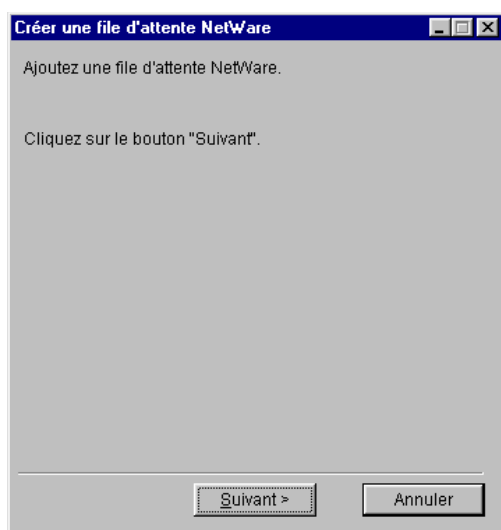 Créer une file d'attente NetWare
Ajoutez une file d'attente NetWare.
Cliquez sur le bouton "Suivant".
Suivant >
Annuler